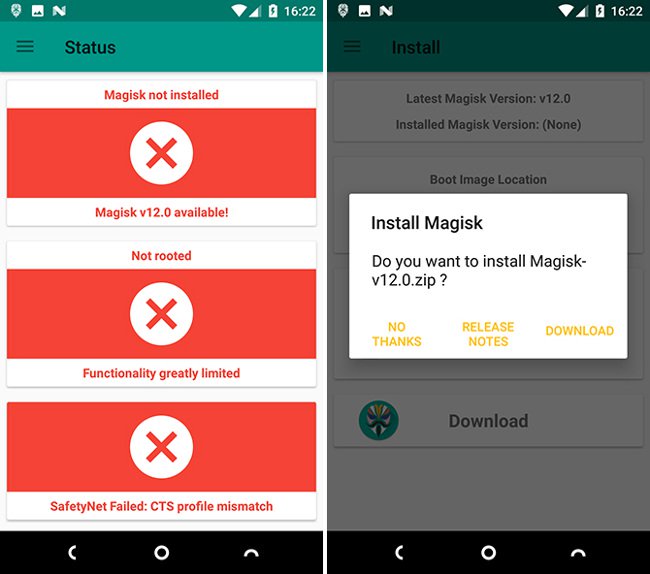 16:22
Status
Magisk not installed
Magisk v12.0 available!
Not rooted
Functionality greatly limited
SafetyNet Failed: CTS profile mismatch
16:22
Install
Latest Magisk Version: v12.0
Installed Magisk Version: (None)
Boot Image Location
Install Magisk
Do you want to install Magisk-
v12.0.zip ?
NO
THANKS
RELEASE
NOTES
DOWNLOAD
Download